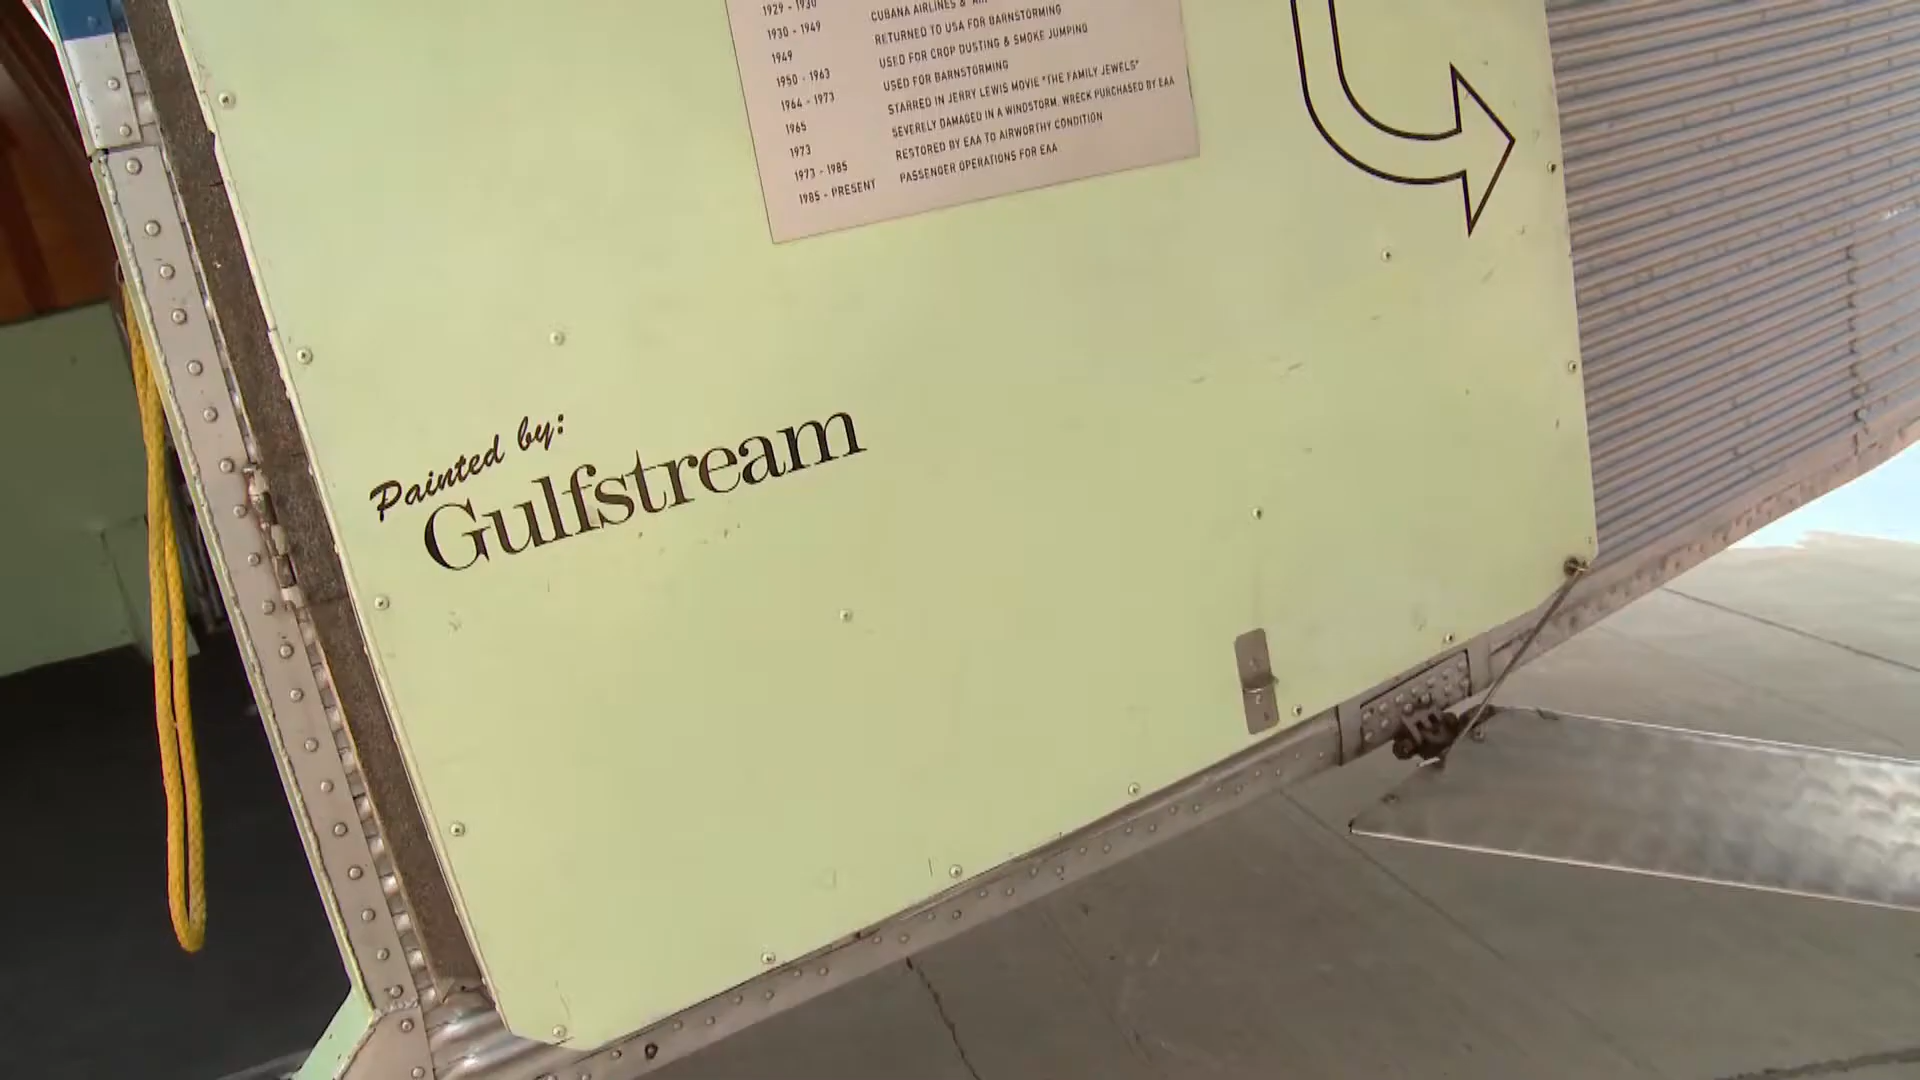 1929 - 1930
1930 - 1949 CUBANA AIRLINES &
1949 RETURNED TO USA FOR BARNSTORMING
1950 - 1963 USED FOR CROP DUSTING & SMOKE JUMPING
1964 - 1973 USED FOR BARNSTORMING
1965 STARRED IN JERRY LEWIS MOVIE "THE FAMILY JEWELS"
1973 SEVERELY DAMAGED IN A WINDSTORM, WRECK PURCHASED BY EAA
1973 - 1985 RESTORED BY EAA TO AIRWORTHY CONDITION
1985 - PRESENT PASSENGER OPERATIONS FOR EAA
Painted by:
Gulfstream